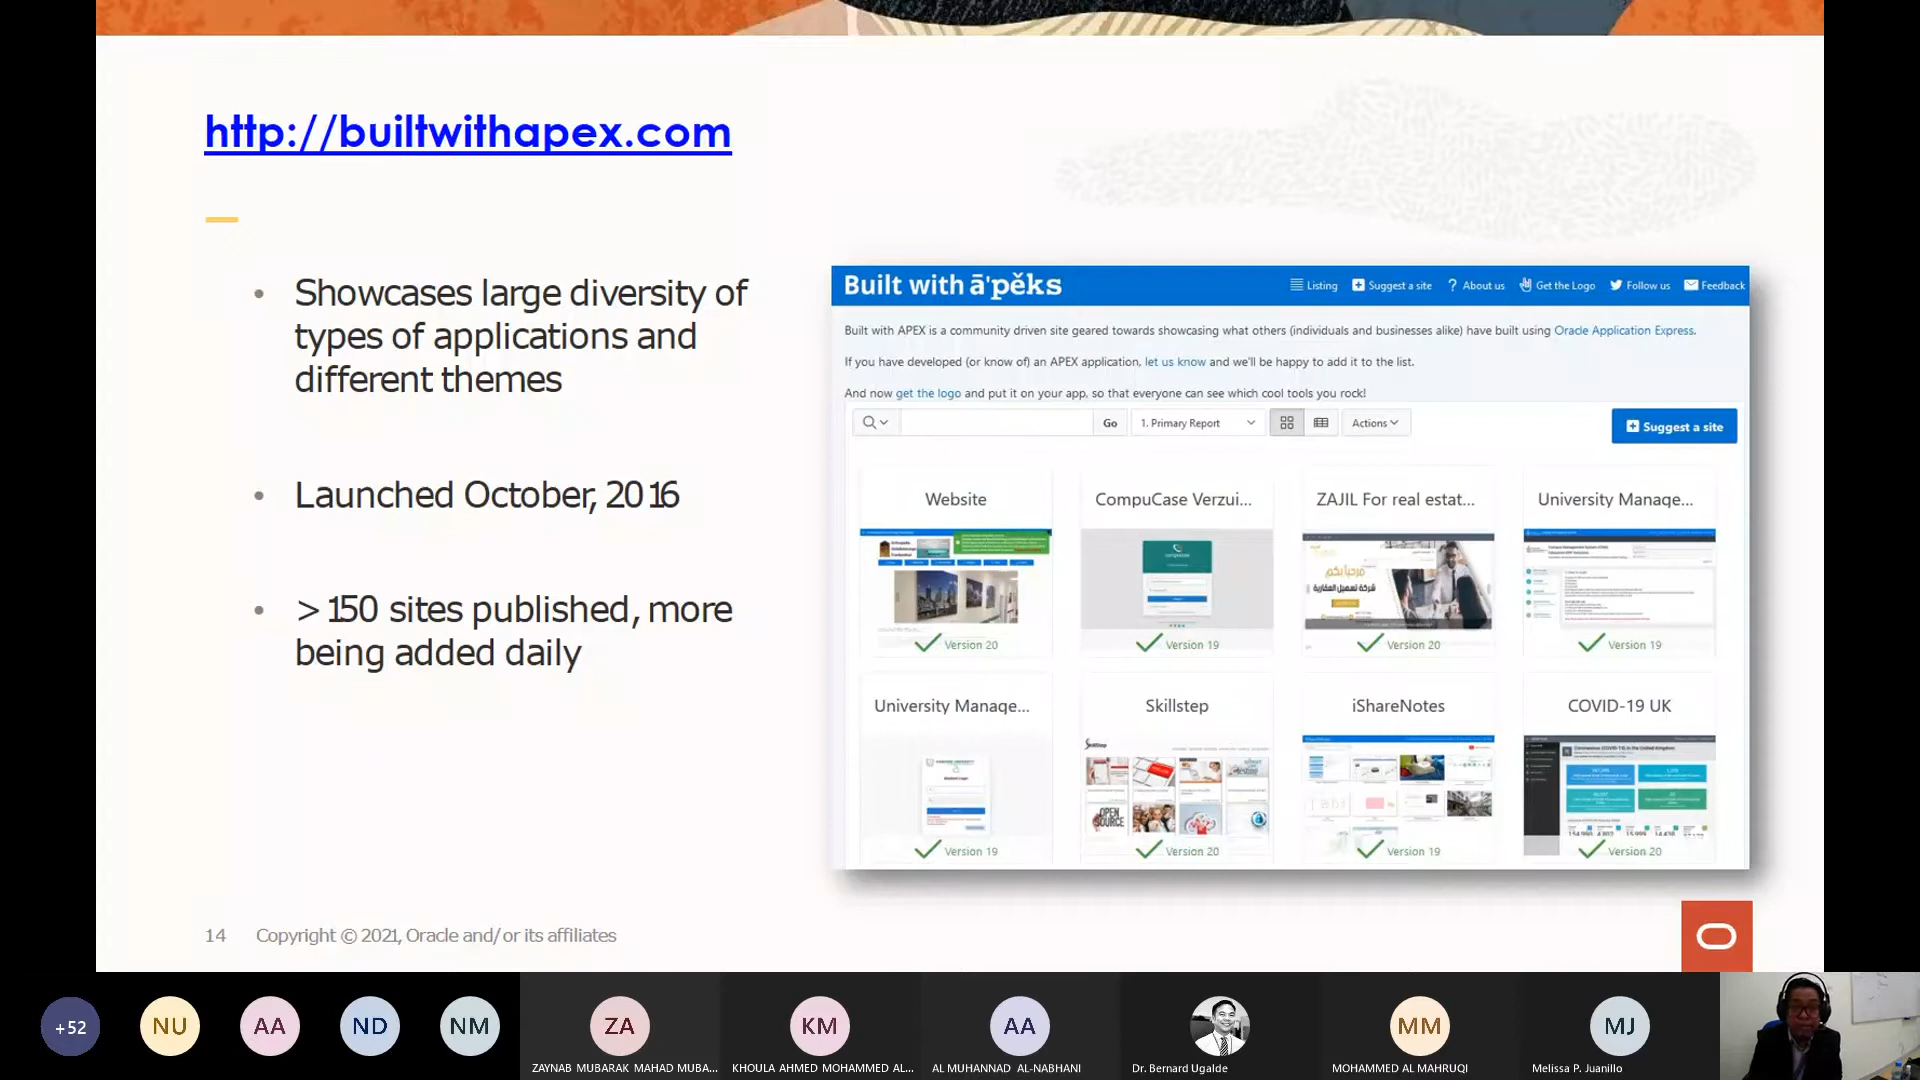 http://builtwithapex.com
• Showcases large diversity of
types of applications and
different themes
• Launched October, 2016
• > 150 sites published, more
being added daily
Built with ā'pěks
Listing
Suggest a site
? About us
Get the Logo
Follow us
Feedback
Built with APEX is a community driven site geared towards showcasing what others (individuals and businesses alike) have built using Oracle Application Express.
If you have developed (or know of) an APEX application, let us know and we'll be happy to add it to the list.
And now get the logo and put it on your app, so that everyone can see which cool tools you rock!
Go
1. Primary Report
Actions
Suggest a site
Website
CompuCase Verzui...
ZAJIL For real estat...
University Manage...
مرحبا بكم
شركة تسهيل العقارية
Version 20
Version 19
Version 20
Version 19
University Manage...
Skillstep
iShareNotes
COVID-19 UK
OPEN
SOURCE
Version 19
Version 20
Version 19
Version 20
14 Copyright © 2021, Oracle and/or its affiliates
+52
NU
AA
ND
NM
ZA
KM
AA
MM
MJ
ZAYNAB MUBARAK MAHAD MUBA...
KHOULA AHMED MOHAMMED AL...
AL MUHANNAD AL-NABHANI
Dr. Bernard Ugalde
MOHAMMED AL MAHRUQI
Melissa P. Juanillo